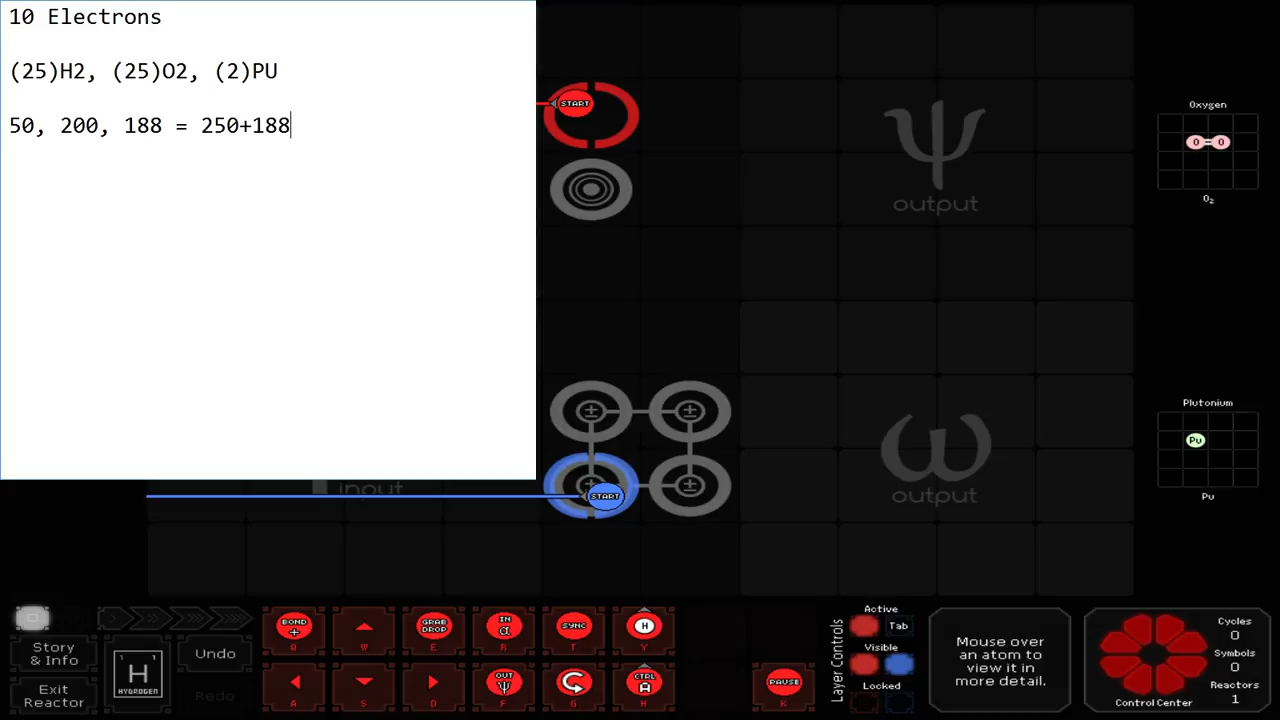 10 Electrons
(25)H2, (25)O2, (2)PU
50, 200, 188 = 250+188
START
Ψ
output
Oxygen
O=O
O₂
input
START
ω
output
Plutonium
Pu
Pu
Story & Info
Exit Reactor
1 1
H
HYDROGEN
Undo
Redo
BOND +
Q
W
GRAB DROP
E
IN α
R
SYNC
T
H
Y
A
S
D
OUT Ψ
F
G
CTRL A
H
PAUSE
K
Layer Controls
Active
Tab
Visible
Locked
Mouse over
an atom to
view it in
more detail.
Control Center
Cycles
0
Symbols
0
Reactors
1